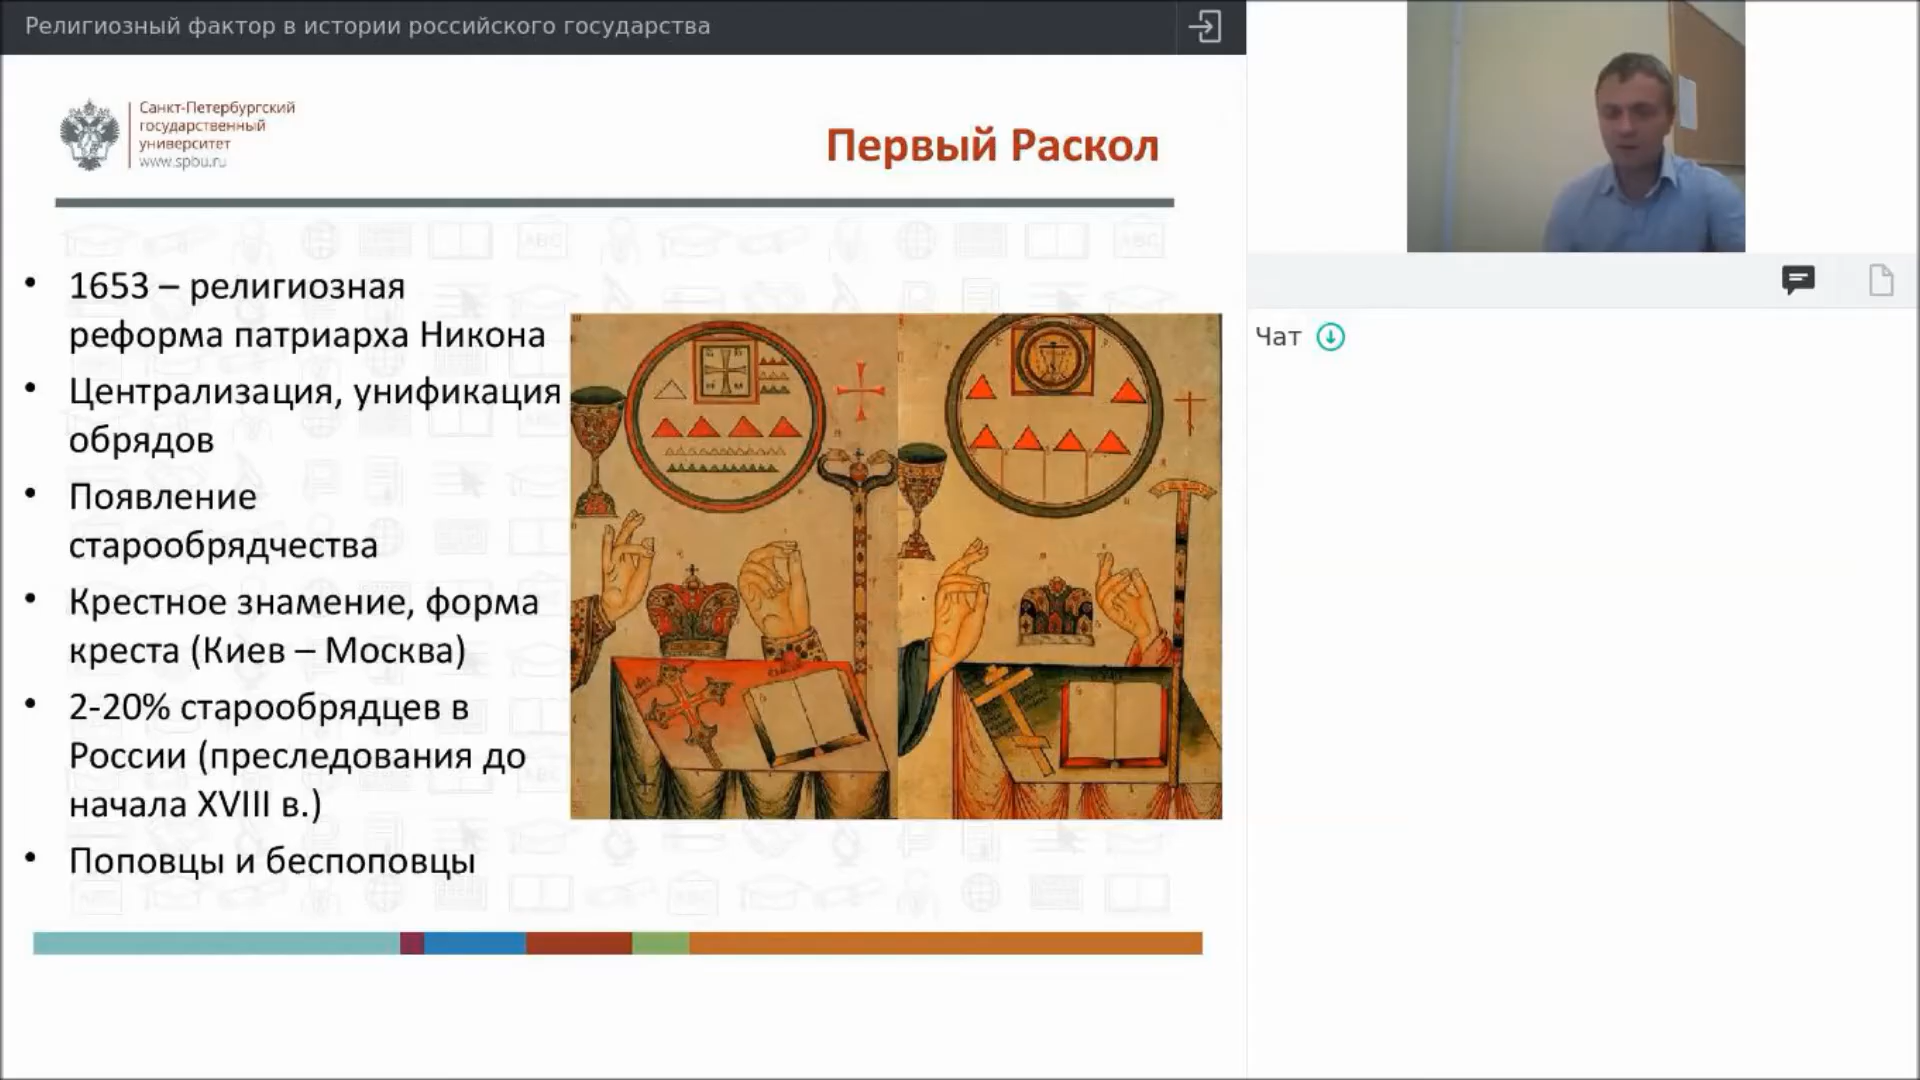 Религиозный фактор в истории российского государства
Санкт-Петербургский
государственный
университет
www.spbu.ru
Первый Раскол
• 1653 – религиозная
реформа патриарха Никона
• Централизация, унификация
обрядов
• Появление
старообрядчества
• Крестное знамение, форма
креста (Киев – Москва)
• 2-20% старообрядцев в
России (преследования до
начала XVIII в.)
• Поповцы и беспоповцы
Чат